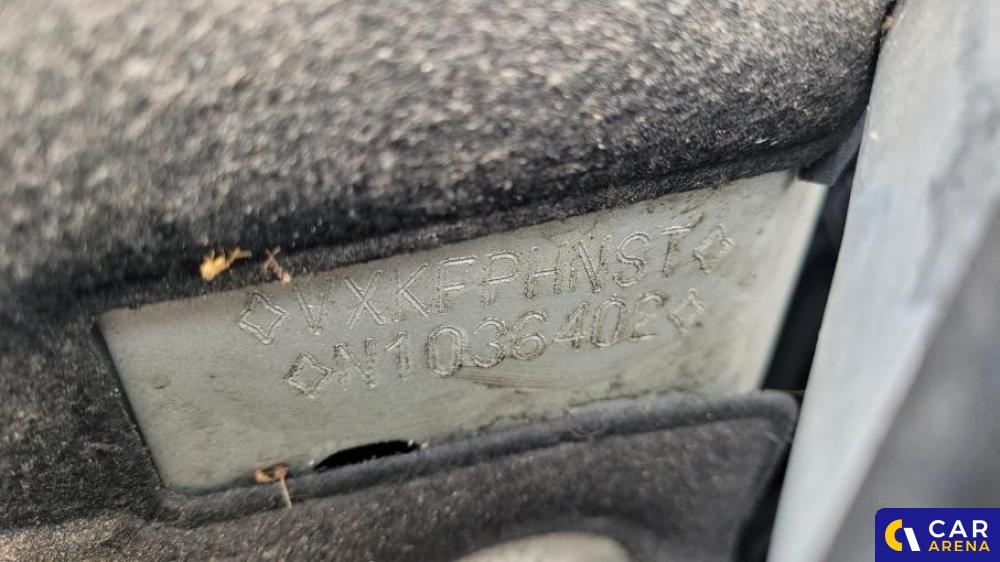 ◇VXKFPHNST◇
◇N1036402◇
CAR
ARENA